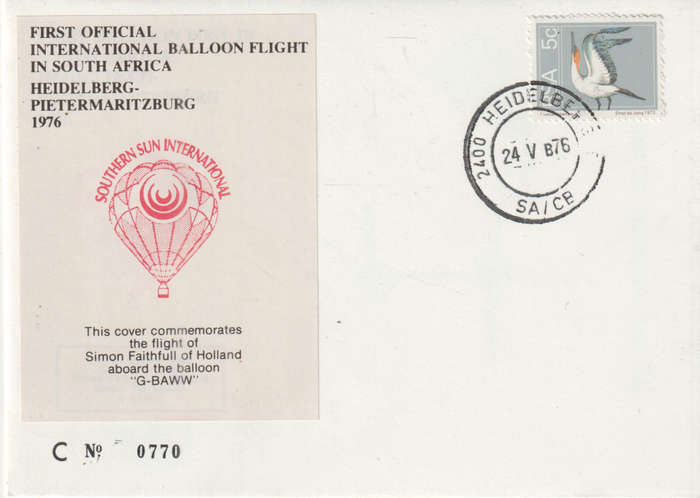 FIRST OFFICIAL
INTERNATIONAL BALLOON FLIGHT
IN SOUTH AFRICA
HEIDELBERG-
PIETERMARITZBURG
1976
SOUTHERN SUN INTERNATIONAL
This cover commemorates
the flight of
Simon Faithfull of Holland
aboard the balloon
"G-BAWW"
C Nº 0770
5c
2400 HEIDELBE
24 V B76
SA/CB